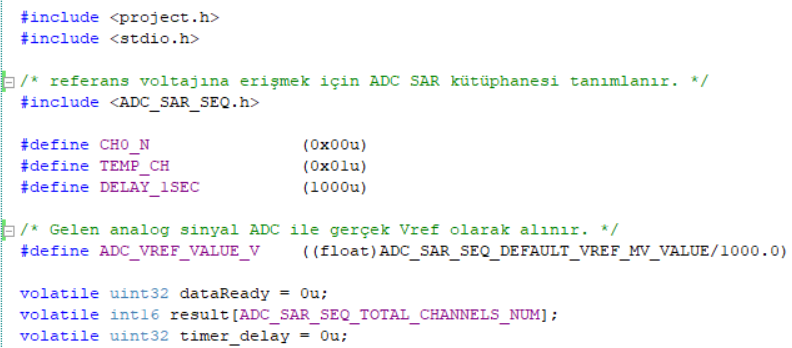 #include <project.h>
#include <stdio.h>
/* referans voltajına erişmek için ADC SAR kütüphanesi tanımlanır. */
#include <ADC_SAR_SEQ.h>
#define CH0_N (0x00u)
#define TEMP_CH (0x01u)
#define DELAY_1SEC (1000u)
/* Gelen analog sinyal ADC ile gerçek Vref olarak alınır. */
#define ADC_VREF_VALUE_V ((float)ADC_SAR_SEQ_DEFAULT_VREF_MV_VALUE/1000.0)
volatile uint32 dataReady = 0u;
volatile int16 result[ADC_SAR_SEQ_TOTAL_CHANNELS_NUM];
volatile uint32 timer_delay = 0u;